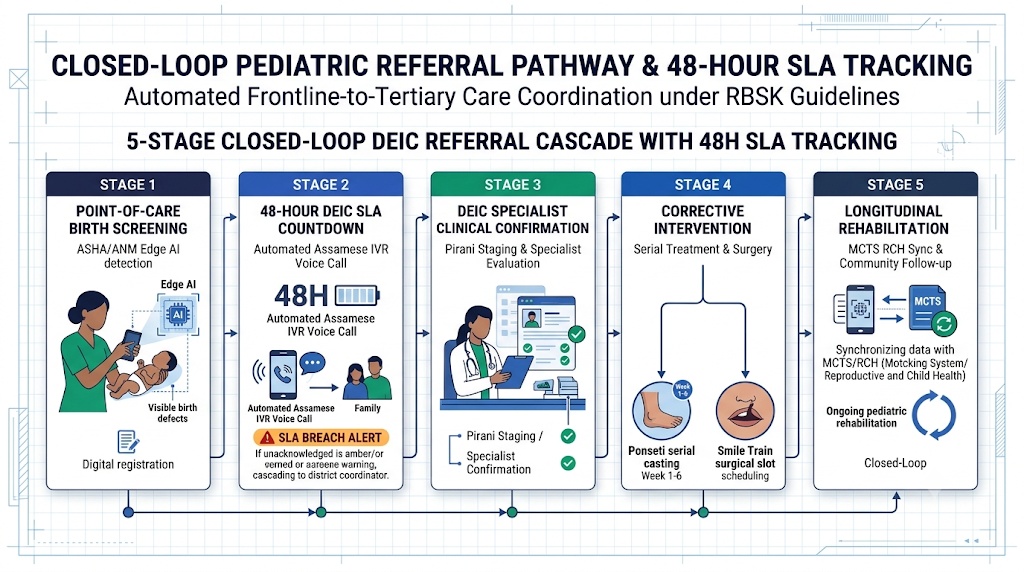 CLOSED-LOOP PEDIATRIC REFERRAL PATHWAY & 48-HOUR SLA TRACKING
Automated Frontline-to-Tertiary Care Coordination under RBSK Guidelines
5-STAGE CLOSED-LOOP DEIC REFERRAL CASCADE WITH 48H SLA TRACKING
STAGE 1
POINT-OF-CARE
BIRTH SCREENING
ASHA/ANM Edge AI
detection
Edge AI
AI
Visible birth
defects
Digital registration
STAGE 2
48-HOUR DEIC SLA
COUNTDOWN
Automated Assamese IVR
Voice Call
48H
Automated Assamese
IVR Voice Call
Automated Assamese
IVR Voice Call
Family
SLA BREACH ALERT
If unacknowledged is amber/or
semed or aareene warning,
cascading to district coordinator.
STAGE 3
DEIC SPECIALIST
CLINICAL CONFIRMATION
Pirani Staging & Specialist
Evaluation
Pirani Staging /
Specialist
Confirmation
STAGE 4
CORRECTIVE
INTERVENTION
Serial Treatment & Surgery
Week
1-6
Ponseti serial
casting
Week 1-6
Smile Train
surgical slot
scheduling
STAGE 5
LONGITUDINAL
REHABILITATION
MCTS RCH Sync &
Community Follow-up
MCTS
Synchronizing data with
MCTS/RCH (Motcking System/
Reproductive and Child Health)
Ongoing pediatric
rehabilitation
Closed-Loop